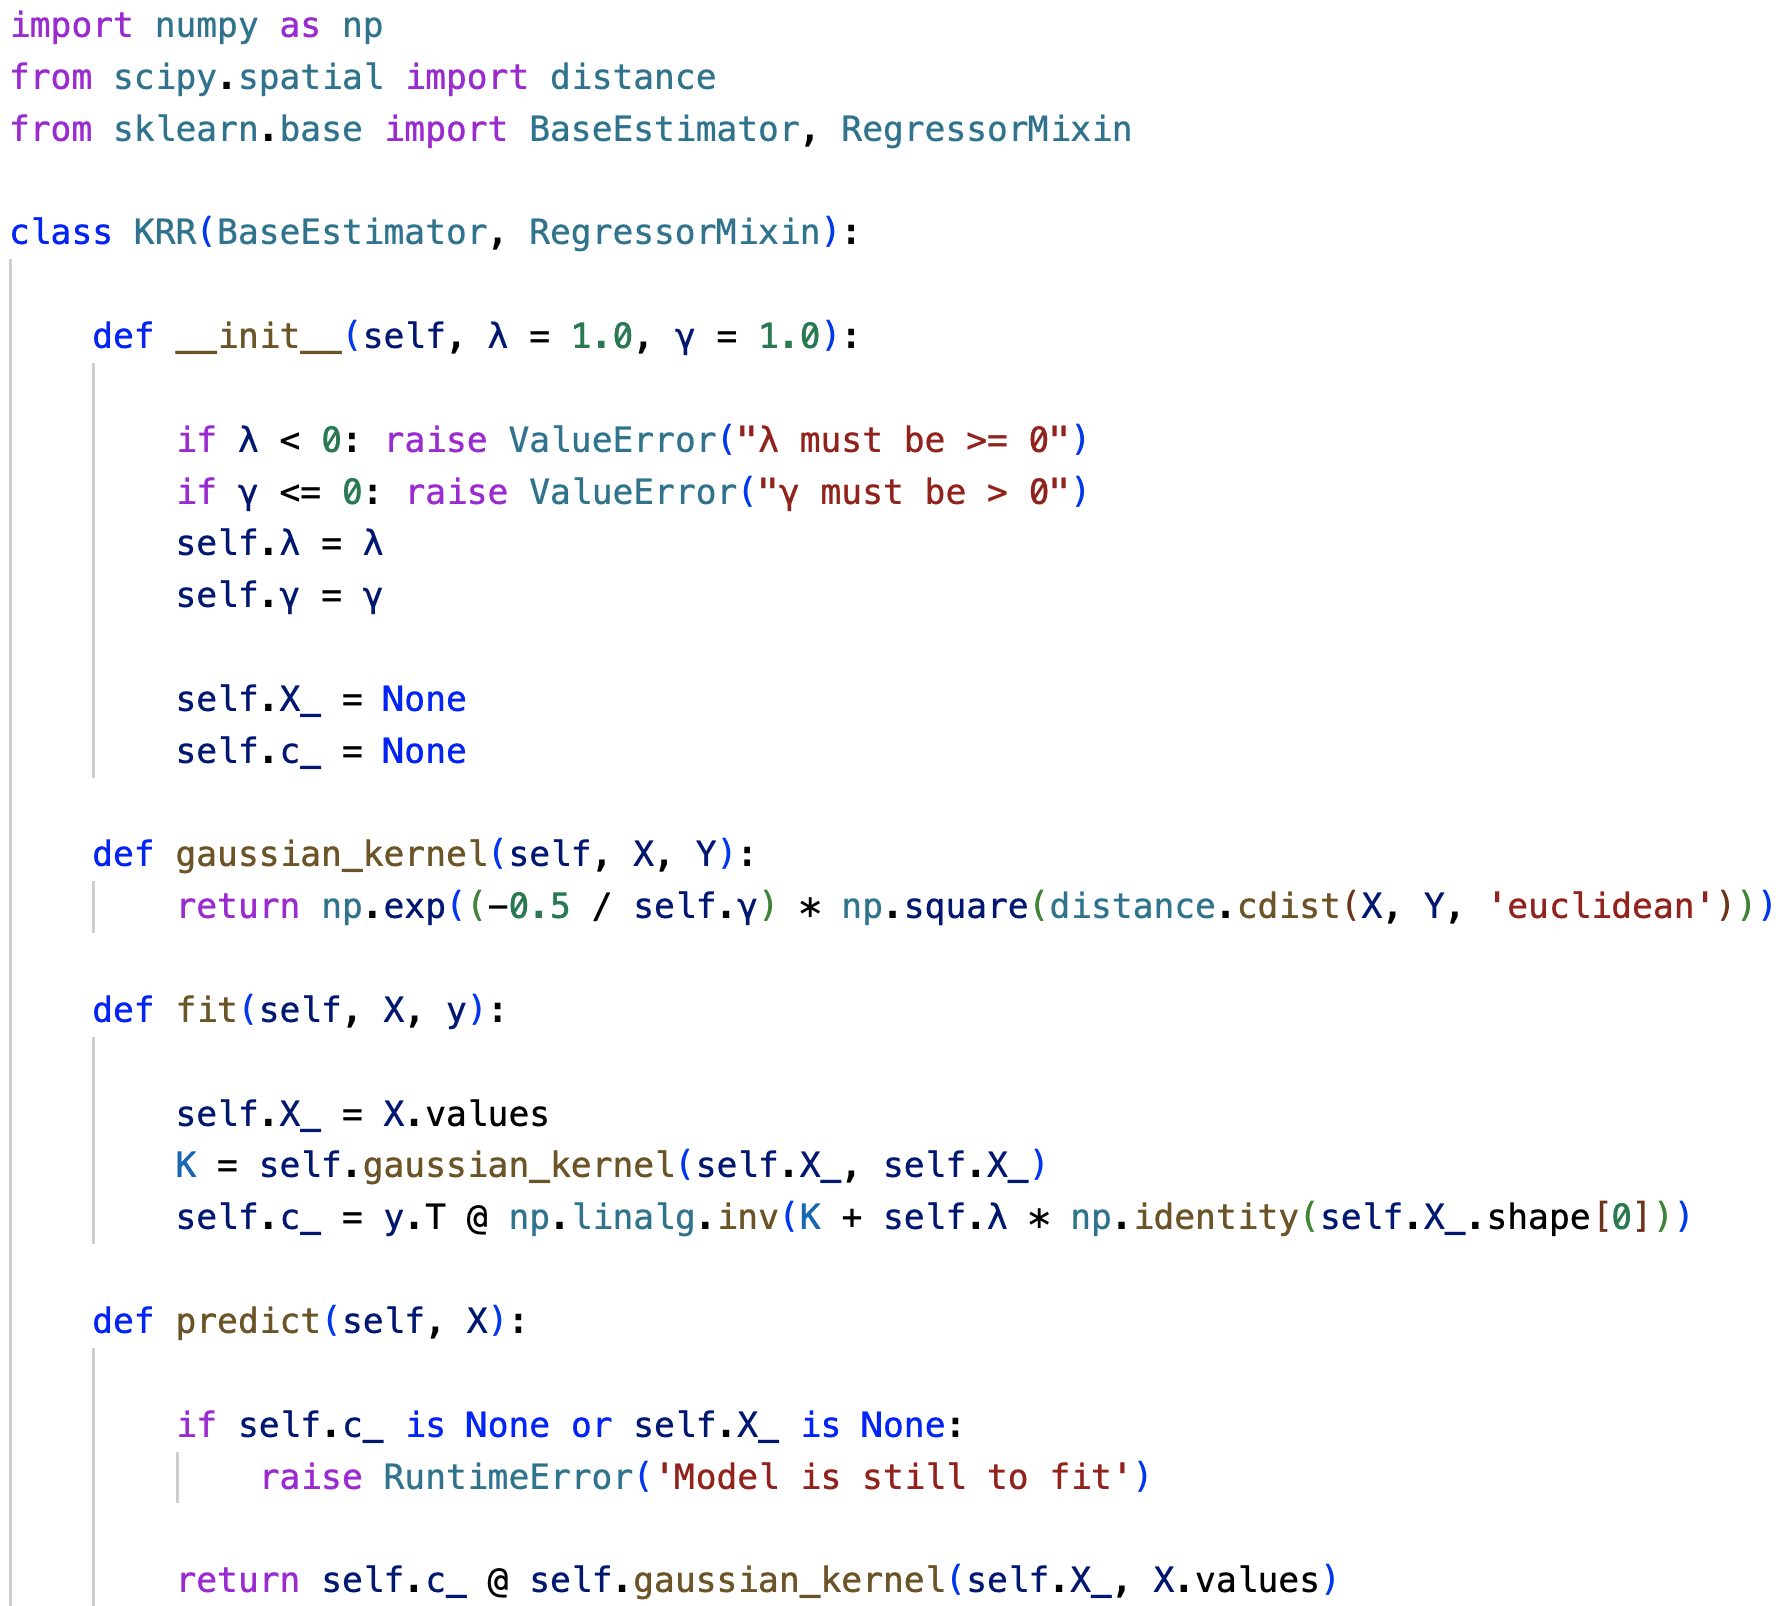 import numpy as np
from scipy.spatial import distance
from sklearn.base import BaseEstimator, RegressorMixin
class KRR(BaseEstimator, RegressorMixin):
def __init__(self, λ = 1.0, γ = 1.0):
if λ < 0: raise ValueError("λ must be >= 0")
if γ <= 0: raise ValueError("γ must be > 0")
self.λ = λ
self.γ = γ
self.X_ = None
self.c_ = None
def gaussian_kernel(self, X, Y):
return np.exp((-0.5 / self.γ) * np.square(distance.cdist(X, Y, 'euclidean')))
def fit(self, X, y):
self.X_ = X.values
K = self.gaussian_kernel(self.X_, self.X_)
self.c_ = y.T @ np.linalg.inv(K + self.λ * np.identity(self.X_.shape[0]))
def predict(self, X):
if self.c_ is None or self.X_ is None:
raise RuntimeError('Model is still to fit')
return self.c_ @ self.gaussian_kernel(self.X_, X.values)